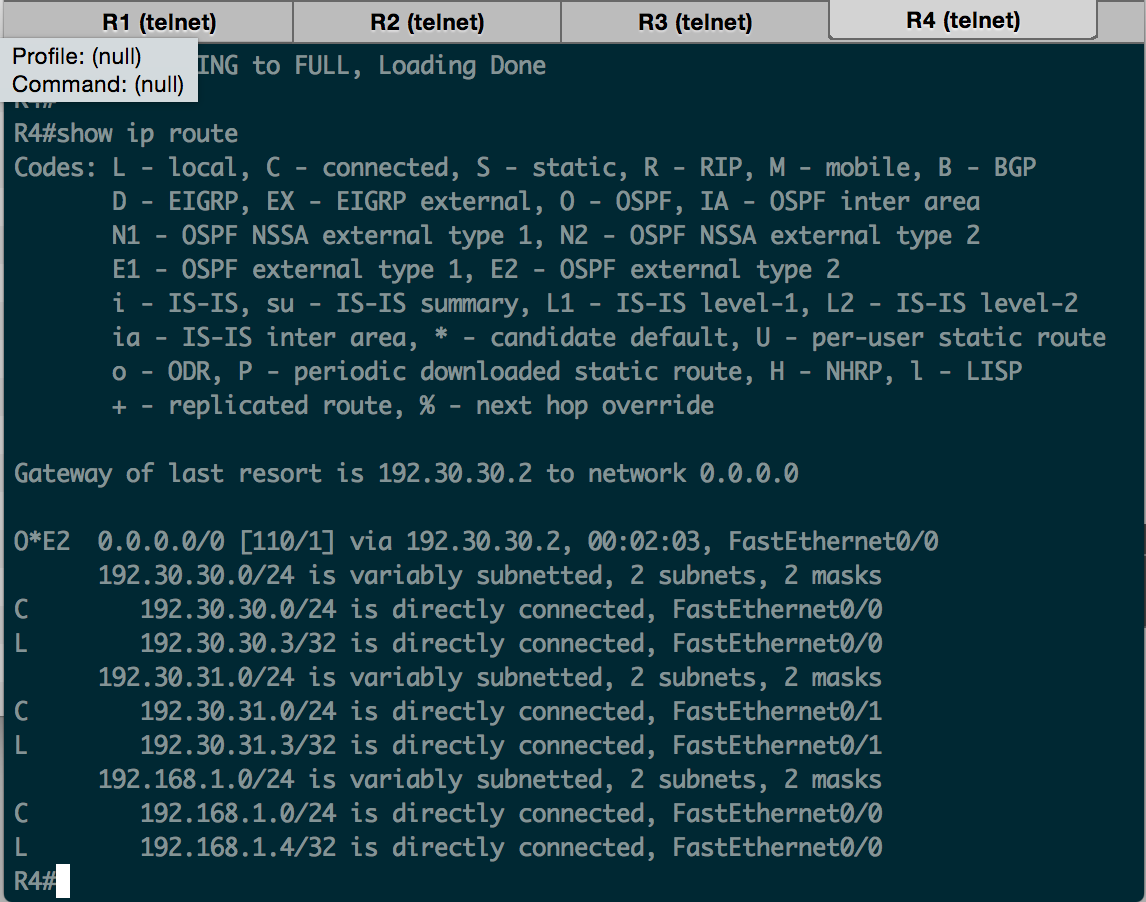 R1 (telnet) R2 (telnet) R3 (telnet) R4 (telnet)
Profile: (null)
Command: (null)
ING to FULL, Loading Done
R4#
R4#show ip route
Codes: L - local, C - connected, S - static, R - RIP, M - mobile, B - BGP
       D - EIGRP, EX - EIGRP external, O - OSPF, IA - OSPF inter area
       N1 - OSPF NSSA external type 1, N2 - OSPF NSSA external type 2
       E1 - OSPF external type 1, E2 - OSPF external type 2
       i - IS-IS, su - IS-IS summary, L1 - IS-IS level-1, L2 - IS-IS level-2
       ia - IS-IS inter area, * - candidate default, U - per-user static route
       o - ODR, P - periodic downloaded static route, H - NHRP, l - LISP
       + - replicated route, % - next hop override
Gateway of last resort is 192.30.30.2 to network 0.0.0.0
O*E2  0.0.0.0/0 [110/1] via 192.30.30.2, 00:02:03, FastEthernet0/0
      192.30.30.0/24 is variably subnetted, 2 subnets, 2 masks
C        192.30.30.0/24 is directly connected, FastEthernet0/0
L        192.30.30.3/32 is directly connected, FastEthernet0/0
      192.30.31.0/24 is variably subnetted, 2 subnets, 2 masks
C        192.30.31.0/24 is directly connected, FastEthernet0/1
L        192.30.31.3/32 is directly connected, FastEthernet0/1
      192.168.1.0/24 is variably subnetted, 2 subnets, 2 masks
C        192.168.1.0/24 is directly connected, FastEthernet0/0
L        192.168.1.4/32 is directly connected, FastEthernet0/0
R4#